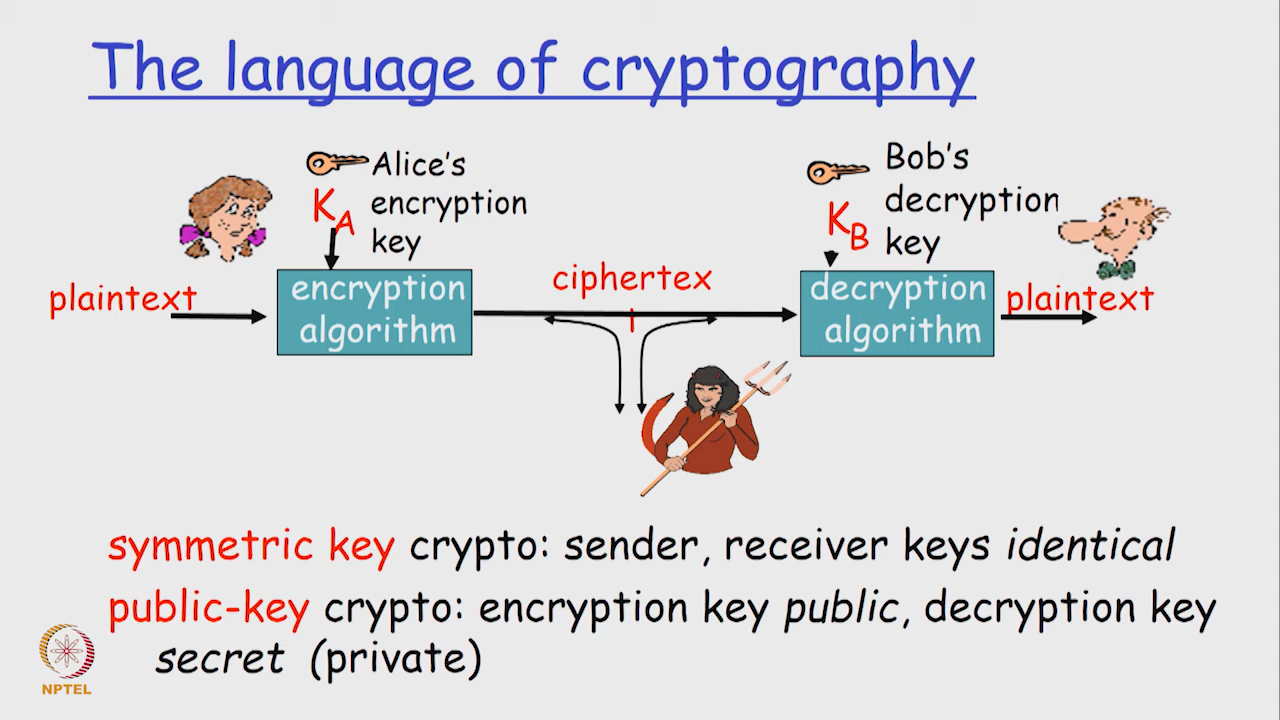 The language of cryptography
Alice's
encryption
key
K_A
Bob's
decryption
key
K_B
plaintext
encryption
algorithm
ciphertex
t
decryption
algorithm
plaintext
symmetric key crypto: sender, receiver keys identical
public-key crypto: encryption key public, decryption key
secret (private)
NPTEL